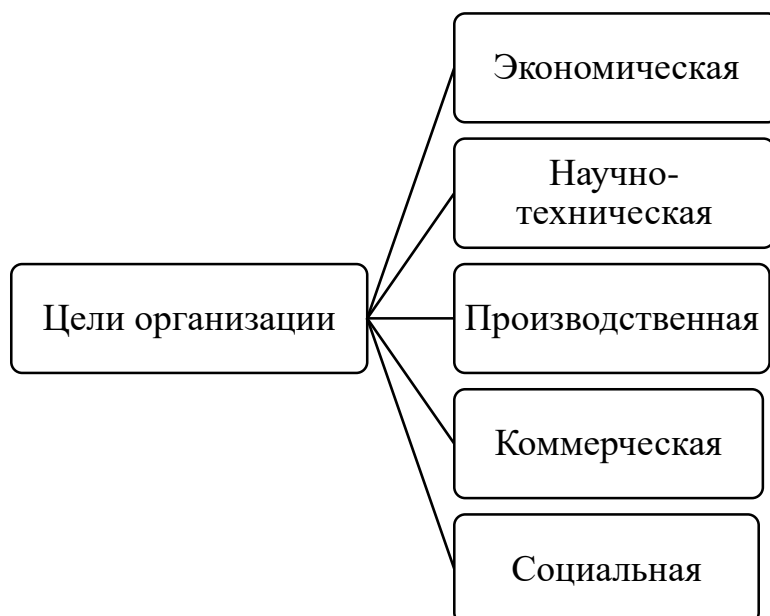 Экономическая
Научно-
техническая
Цели организации
Производственная
Коммерческая
Социальная